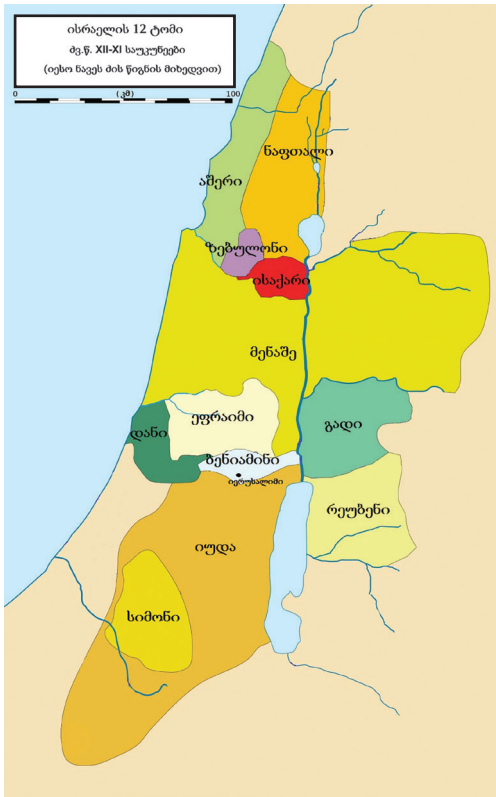 ისრაელის 12 ტომი
ძვ.წ. XII-XI საუკუნეები
(იესო ნავეს ძის წიგნის მიხედვით)
0 (კმ) 100
ნაფთალი
აშერი
ზებულონი
ისაქარი
მენაშე
ეფრაიმი
გადი
დანი
ბენიამინი
იერუსალიმი
რეუბენი
იუდა
სიმონი